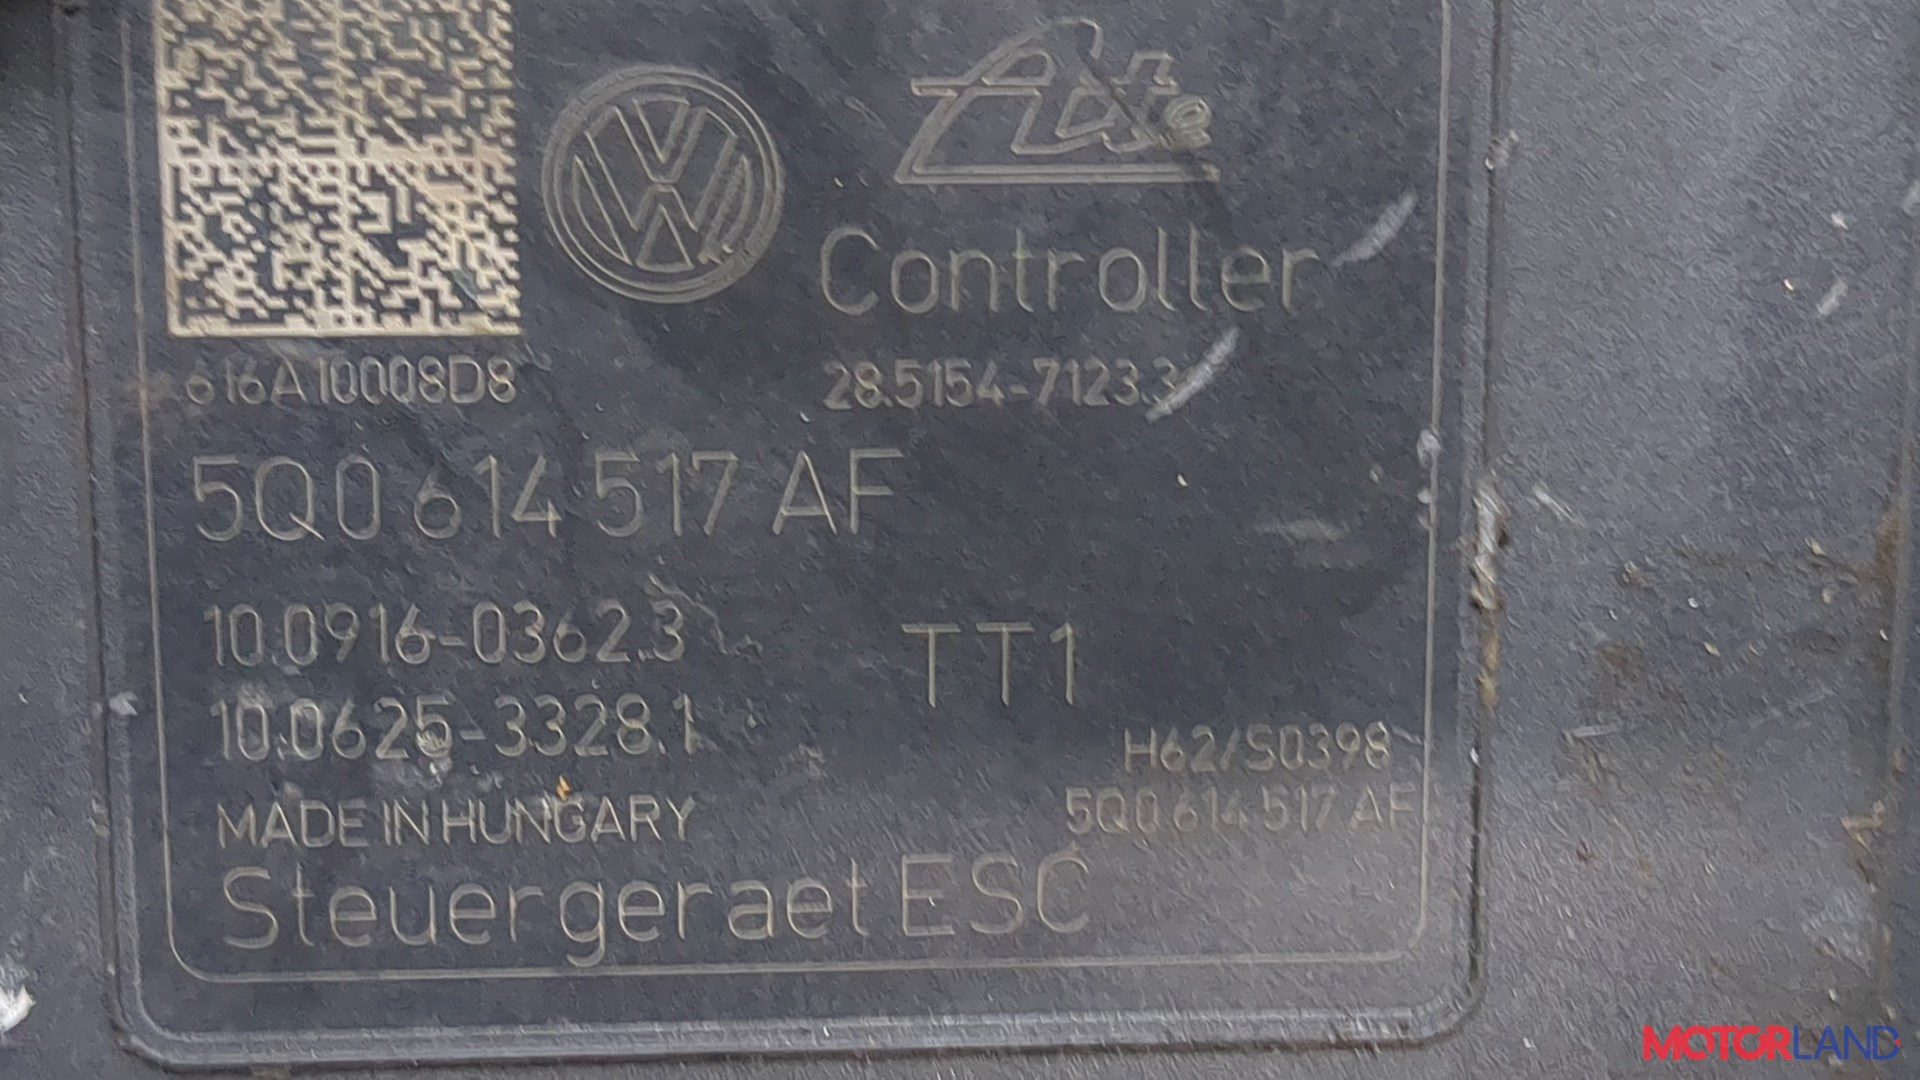 Ate
Controller
616A10008D8
28.5154-7123.3
5Q0 614 517 AF
10.0916-0362.3
TT1
10.0625-3328.1
H62/S0398
MADE IN HUNGARY
5Q0 614 517 AF
Steuergeraet ESC
MOTORLAND